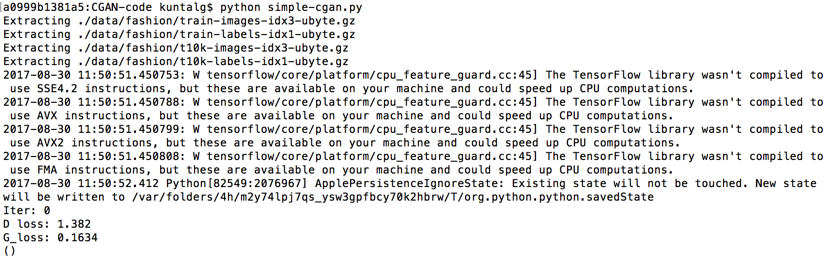 a0999b1381a5:CGAN-code kuntalg$ python simple-cgan.py
Extracting ./data/fashion/train-images-idx3-ubyte.gz
Extracting ./data/fashion/train-labels-idx1-ubyte.gz
Extracting ./data/fashion/t10k-images-idx3-ubyte.gz
Extracting ./data/fashion/t10k-labels-idx1-ubyte.gz
2017-08-30 11:50:51.450753: W tensorflow/core/platform/cpu_feature_guard.cc:45] The TensorFlow library wasn't compiled to
use SSE4.2 instructions, but these are available on your machine and could speed up CPU computations.
2017-08-30 11:50:51.450788: W tensorflow/core/platform/cpu_feature_guard.cc:45] The TensorFlow library wasn't compiled to
use AVX instructions, but these are available on your machine and could speed up CPU computations.
2017-08-30 11:50:51.450799: W tensorflow/core/platform/cpu_feature_guard.cc:45] The TensorFlow library wasn't compiled to
use AVX2 instructions, but these are available on your machine and could speed up CPU computations.
2017-08-30 11:50:51.450808: W tensorflow/core/platform/cpu_feature_guard.cc:45] The TensorFlow library wasn't compiled to
use FMA instructions, but these are available on your machine and could speed up CPU computations.
2017-08-30 11:50:52.412 Python[82549:2076967] ApplePersistenceIgnoreState: Existing state will not be touched. New state
will be written to /var/folders/4h/m2y74lpj7qs_ysw3gpfbcy70k2hbrw/T/org.python.python.savedState
Iter: 0
D loss: 1.382
G_loss: 0.1634
()